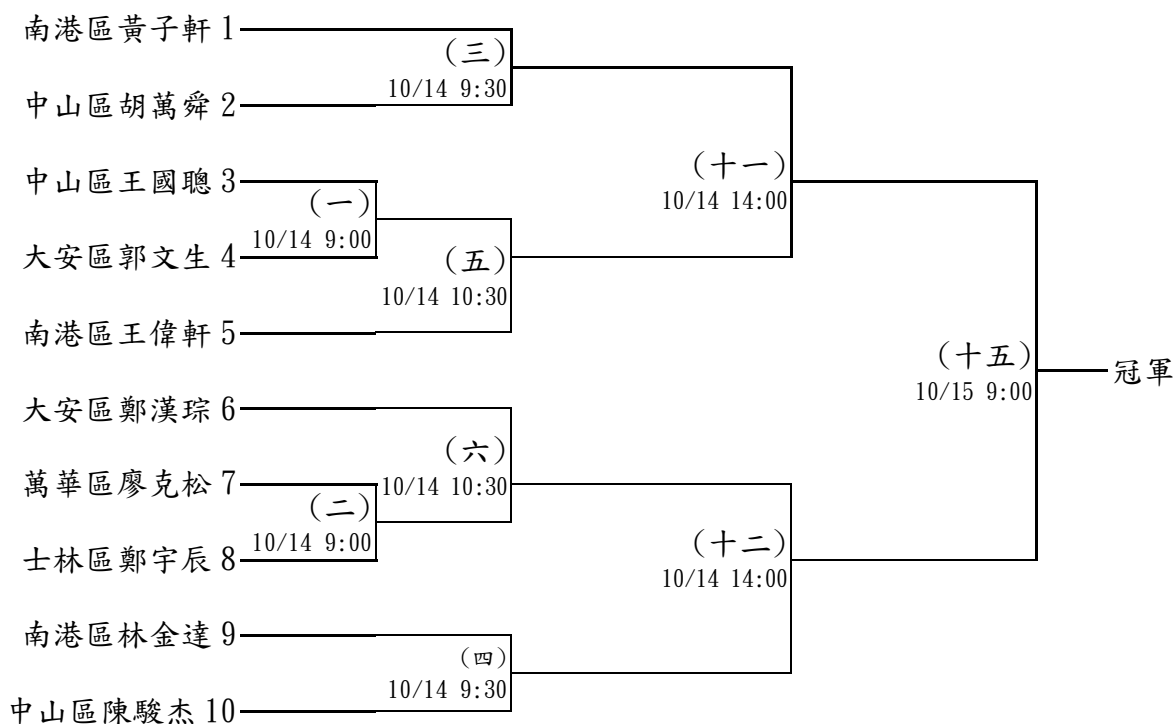 南港區黃子軒 1
(三)
10/14 9:30
中山區胡萬舜 2
(十一)
10/14 14:00
中山區王國聰 3
(一)
10/14 9:00
大安區郭文生 4
(五)
10/14 10:30
南港區王偉軒 5
(十五)
10/15 9:00
冠軍
大安區鄭漢琮 6
(六)
10/14 10:30
萬華區廖克松 7
(二)
10/14 9:00
士林區鄭宇辰 8
(十二)
10/14 14:00
南港區林金達 9
(四)
10/14 9:30
中山區陳駿杰 10